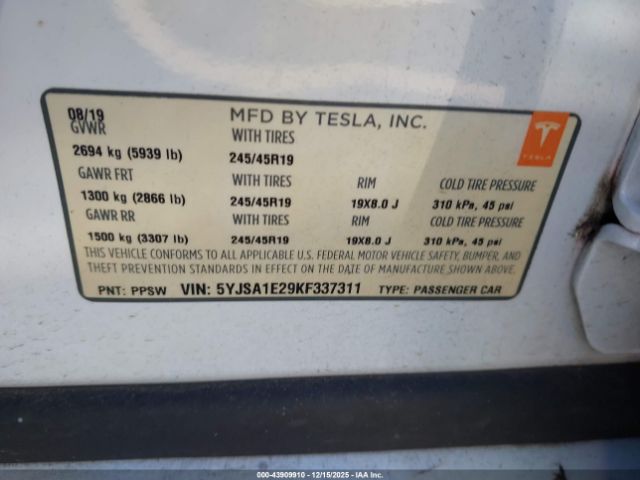 08/19 MFD BY TESLA, INC.
GVWR WITH TIRES
2694 kg (5939 lb) 245/45R19
TESLA
GAWR FRT WITH TIRES RIM COLD TIRE PRESSURE
1300 kg (2866 lb) 245/45R19 19X8.0 J 310 kPa, 45 psi
GAWR RR WITH TIRES RIM COLD TIRE PRESSURE
1500 kg (3307 lb) 245/45R19 19X8.0 J 310 kPa, 45 psi
THIS VEHICLE CONFORMS TO ALL APPLICABLE U.S. FEDERAL MOTOR VEHICLE SAFETY, BUMPER, AND
THEFT PREVENTION STANDARDS IN EFFECT ON THE DATE OF MANUFACTURE SHOWN ABOVE.
PNT: PPSW VIN: 5YJSA1E29KF337311 TYPE: PASSENGER CAR
000-43909910 - 12/15/2025 - IAA Inc.